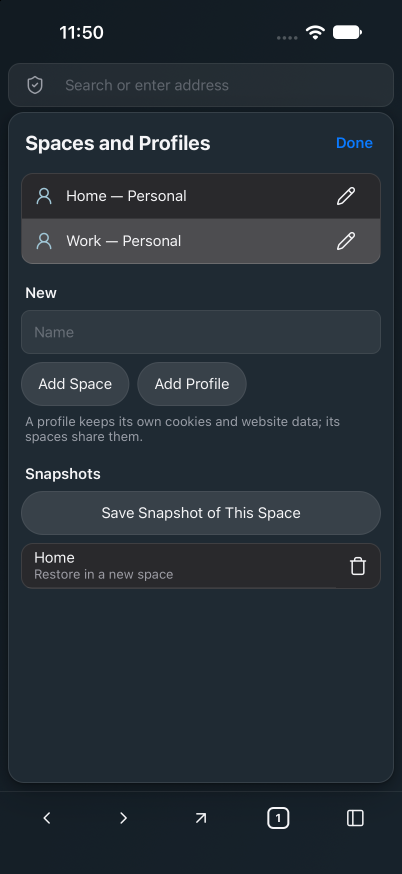 11:50
Search or enter address
Spaces and Profiles
Done
Home — Personal
Work — Personal
New
Name
Add Space
Add Profile
A profile keeps its own cookies and website data; its
spaces share them.
Snapshots
Save Snapshot of This Space
Home
Restore in a new space
1